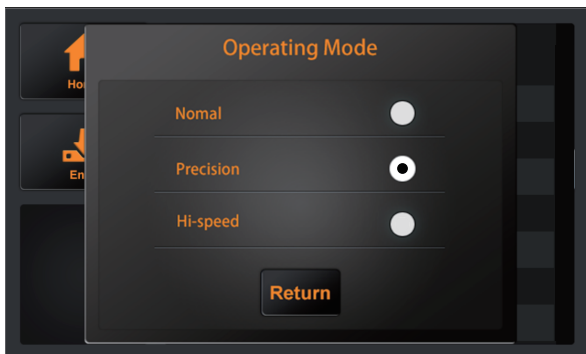 Operating Mode
Nomal
Precision
Hi-speed
Return